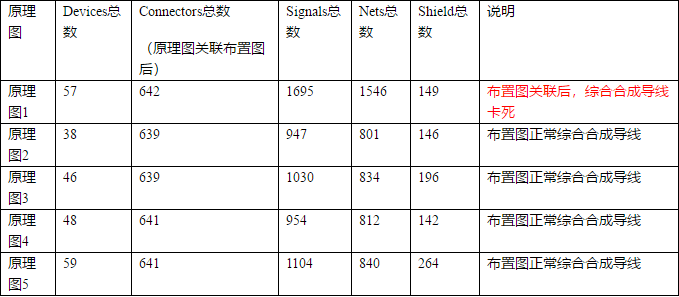 原理图 Devices总数 Connectors总数（原理图关联布置图后） Signals总数 Nets总数 Shield总数 说明
原理图1 57 642 1695 1546 149 布置图关联后，综合合成导线卡死
原理图2 38 639 947 801 146 布置图正常综合合成导线
原理图3 46 639 1030 834 196 布置图正常综合合成导线
原理图4 48 641 954 812 142 布置图正常综合合成导线
原理图5 59 641 1104 840 264 布置图正常综合合成导线